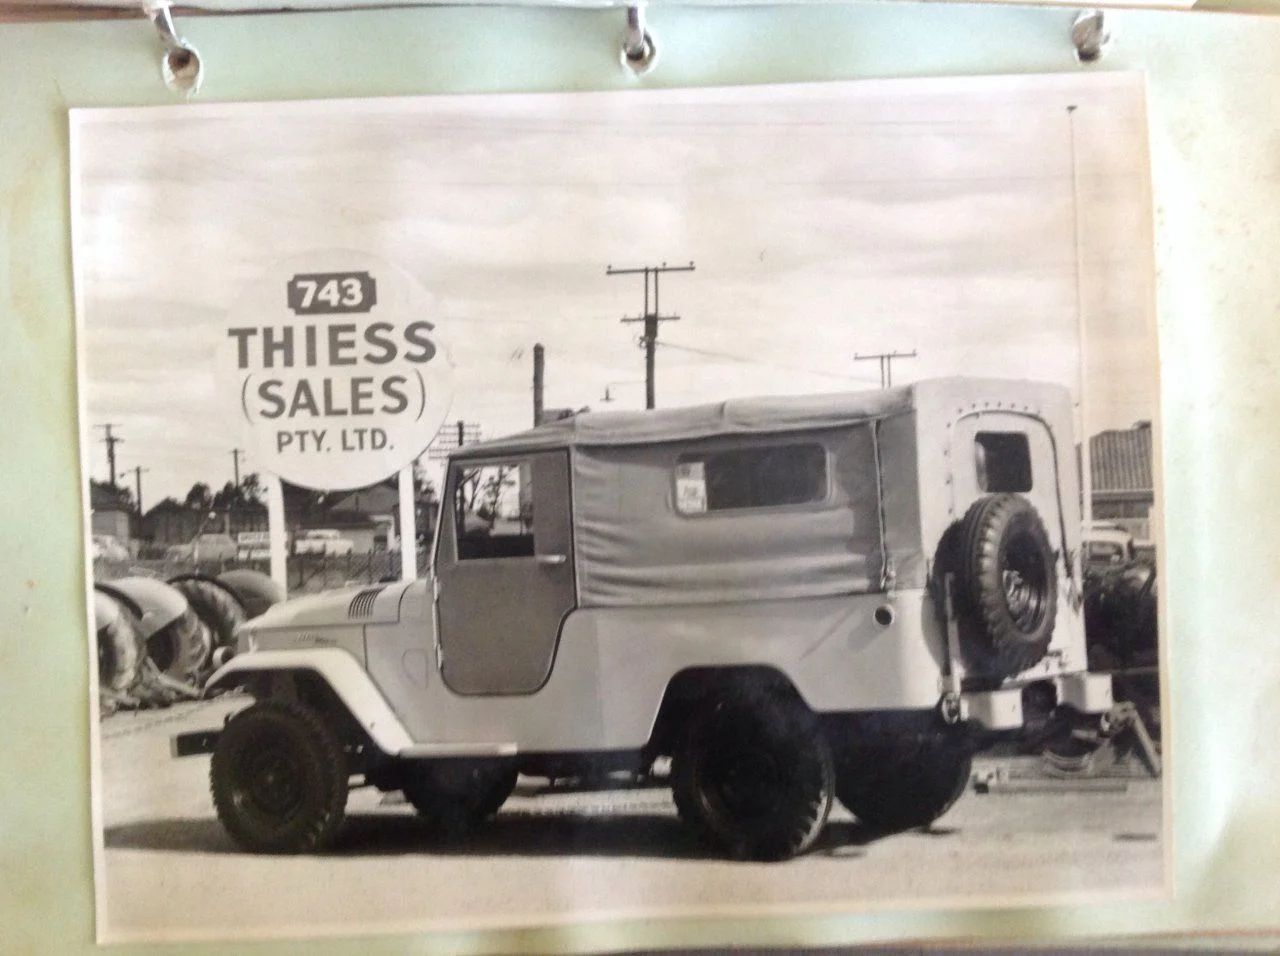 743
THIESS
(SALES)
PTY. LTD.